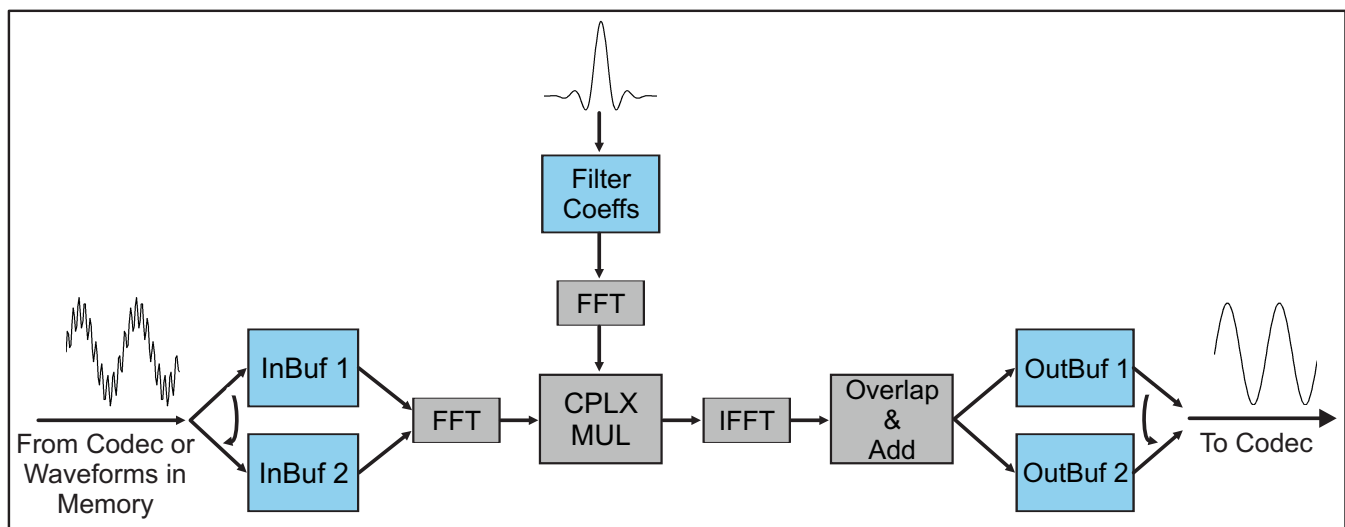 Filter
Coeffs
FFT
InBuf 1
InBuf 2
From Codec or
Waveforms in
Memory
FFT
CPLX
MUL
IFFT
Overlap
&
Add
OutBuf 1
OutBuf 2
To Codec